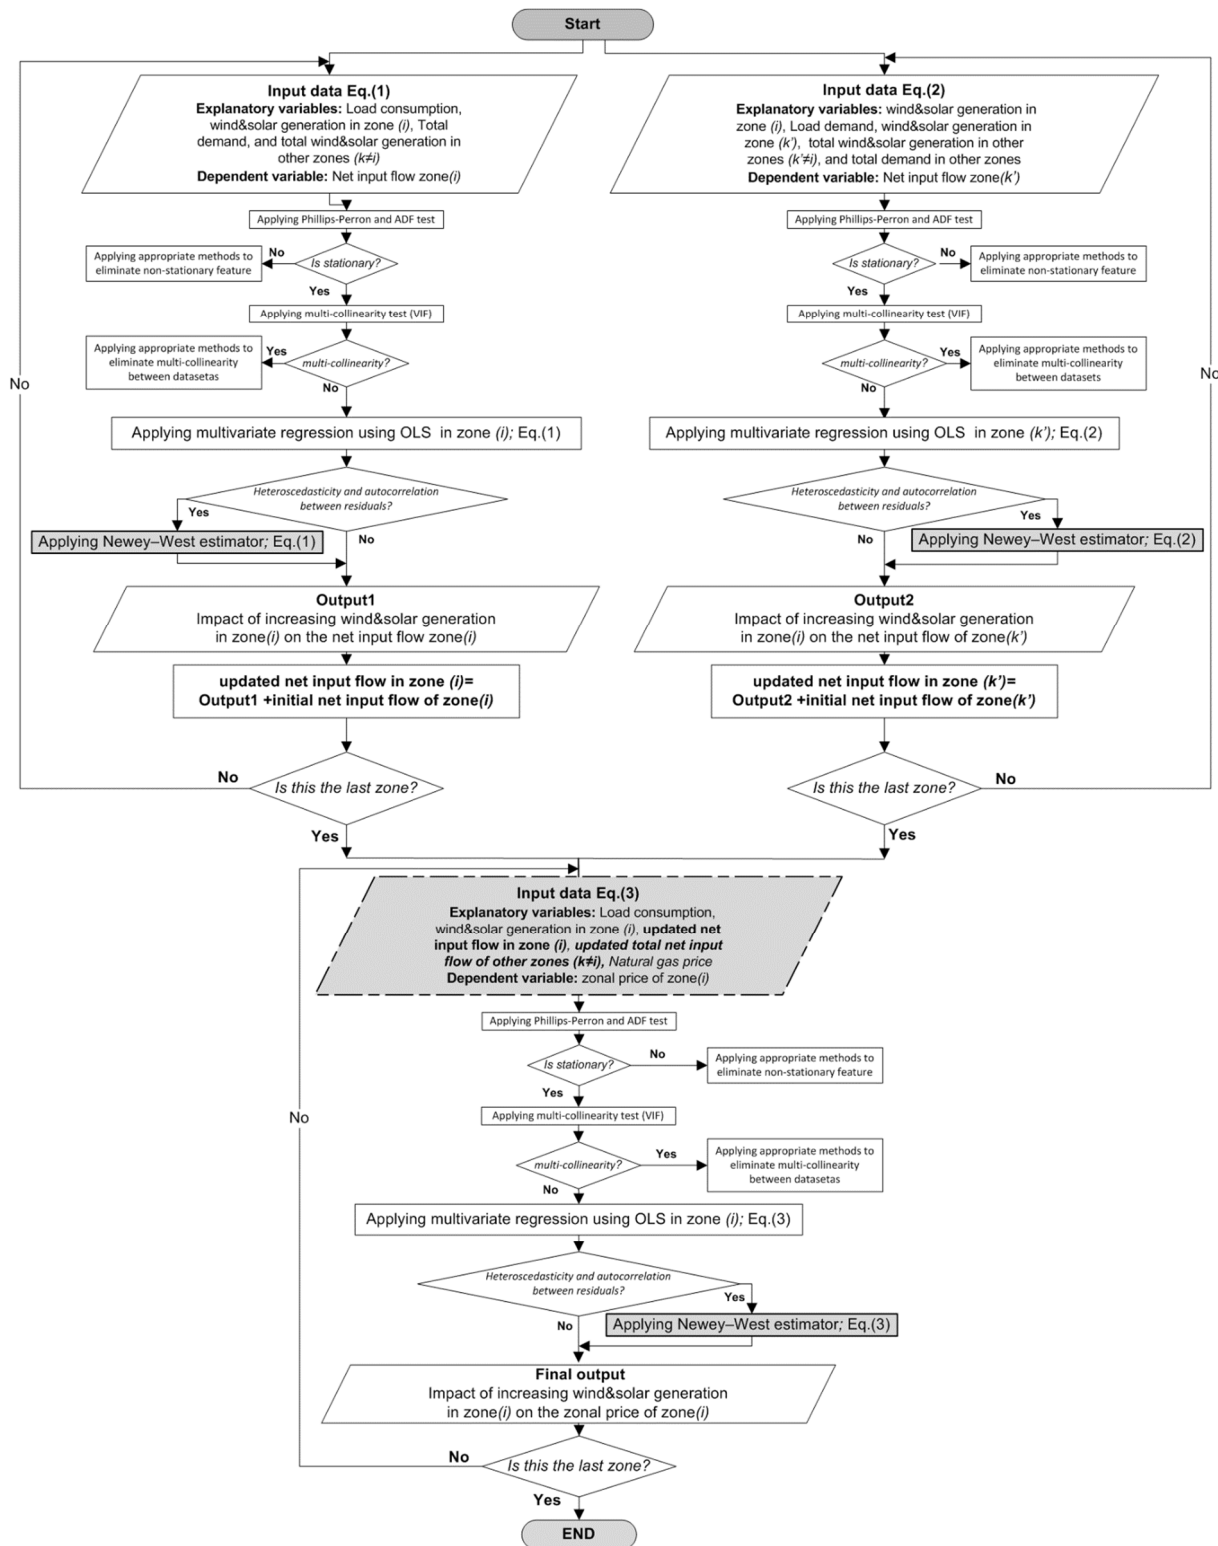 Start
Input data Eq.(1)
Explanatory variables: Load consumption,
wind&solar generation in zone (i), Total
demand, and total wind&solar generation in
other zones (k≠i)
Dependent variable: Net input flow zone(i)
Applying Phillips-Perron and ADF test
Is stationary?
No
Applying appropriate methods to
eliminate non-stationary feature
Yes
Applying multi-collinearity test (VIF)
multi-collinearity?
Yes
Applying appropriate methods to
eliminate multi-collinearity
between datasetas
No
No
Applying multivariate regression using OLS in zone (i); Eq.(1)
Heteroscedasticity and autocorrelation
between residuals?
Yes
Applying Newey–West estimator; Eq.(1)
No
Output1
Impact of increasing wind&solar generation
in zone(i) on the net input flow zone(i)
updated net input flow in zone (i)=
Output1 +initial net input flow of zone(i)
Is this the last zone?
No
Yes
Input data Eq.(2)
Explanatory variables: wind&solar generation in
zone (i), Load demand, wind&solar generation in
zone (k'), total wind&solar generation in other
zones (k'≠i), and total demand in other zones
Dependent variable: Net input flow zone(k')
Applying Phillips-Perron and ADF test
Is stationary?
No
Applying appropriate methods to
eliminate non-stationary feature
Yes
Applying multi-collinearity test (VIF)
multi-collinearity?
Yes
Applying appropriate methods to
eliminate multi-collinearity
between datasets
No
No
Applying multivariate regression using OLS in zone (k'); Eq.(2)
Heteroscedasticity and autocorrelation
between residuals?
Yes
Applying Newey–West estimator; Eq.(2)
No
Output2
Impact of increasing wind&solar generation
in zone(i) on the net input flow of zone(k')
updated net input flow in zone (k')=
Output2 +initial net input flow of zone(k')
Is this the last zone?
No
Yes
Input data Eq.(3)
Explanatory variables: Load consumption,
wind&solar generation in zone (i), updated net
input flow in zone (i), updated total net input
flow of other zones (k≠i), Natural gas price
Dependent variable: zonal price of zone(i)
Applying Phillips-Perron and ADF test
Is stationary?
No
Applying appropriate methods to
eliminate non-stationary feature
Yes
Applying multi-collinearity test (VIF)
No
multi-collinearity?
Yes
Applying appropriate methods to
eliminate multi-collinearity
between datasetas
No
Applying multivariate regression using OLS in zone (i); Eq.(3)
Heteroscedasticity and autocorrelation
between residuals?
Yes
Applying Newey–West estimator; Eq.(3)
No
Final output
Impact of increasing wind&solar generation
in zone(i) on the zonal price of zone(i)
Is this the last zone?
No
Yes
END